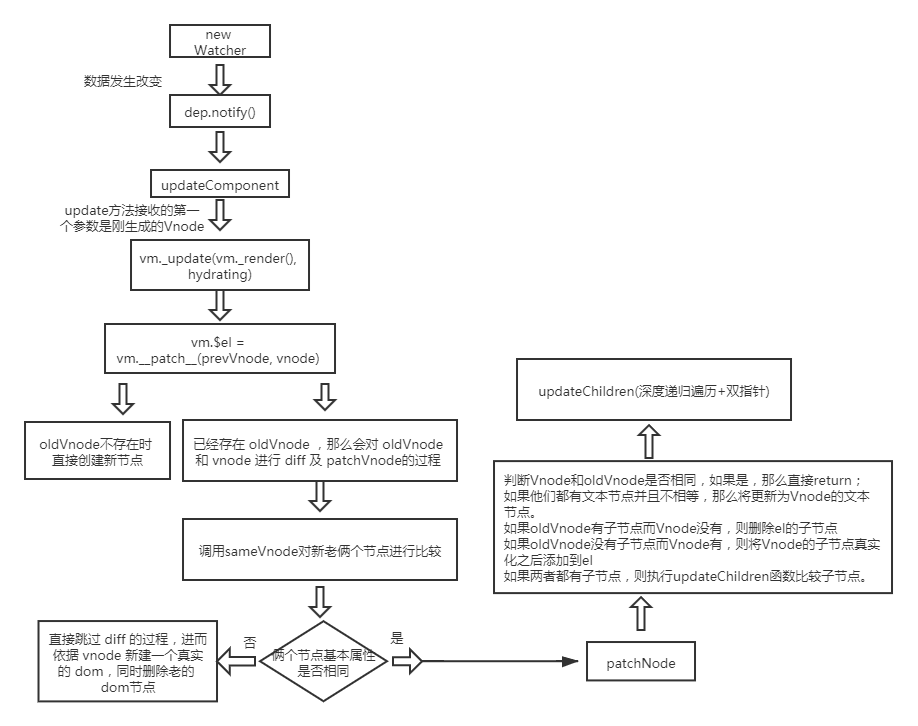 new
Watcher
数据发生改变
dep.notify()
updateComponent
update方法接收的第一
个参数是刚生成的Vnode
vm._update(vm._render(),
hydrating)
vm.$el =
vm.__patch__(prevVnode, vnode)
oldVnode不存在时
直接创建新节点
已经存在 oldVnode ，那么会对 oldVnode
和 vnode 进行 diff 及 patchVnode的过程
调用sameVnode对新老俩个节点进行比较
俩个节点基本属性
是否相同
否
直接跳过 diff 的过程，进而
依据 vnode 新建一个真实
的 dom，同时删除老的
dom节点
是
patchNode
判断Vnode和oldVnode是否相同，如果是，那么直接return；
如果他们都有文本节点并且不相等，那么将更新为Vnode的文本
节点。
如果oldVnode有子节点而Vnode没有，则删除el的子节点
如果oldVnode没有子节点而Vnode有，则将Vnode的子节点真实
化之后添加到el
如果两者都有子节点，则执行updateChildren函数比较子节点。
updateChildren(深度递归遍历+双指针)